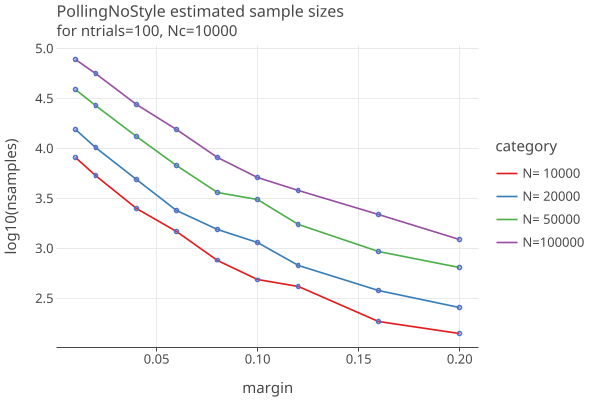 PollingNoStyle estimated sample sizes
for ntrials=100, Nc=10000
5.0
4.5
4.0
3.5
3.0
2.5
log10(nsamples)
0.05
0.10
0.15
0.20
margin
category
N= 10000
N= 20000
N= 50000
N=100000